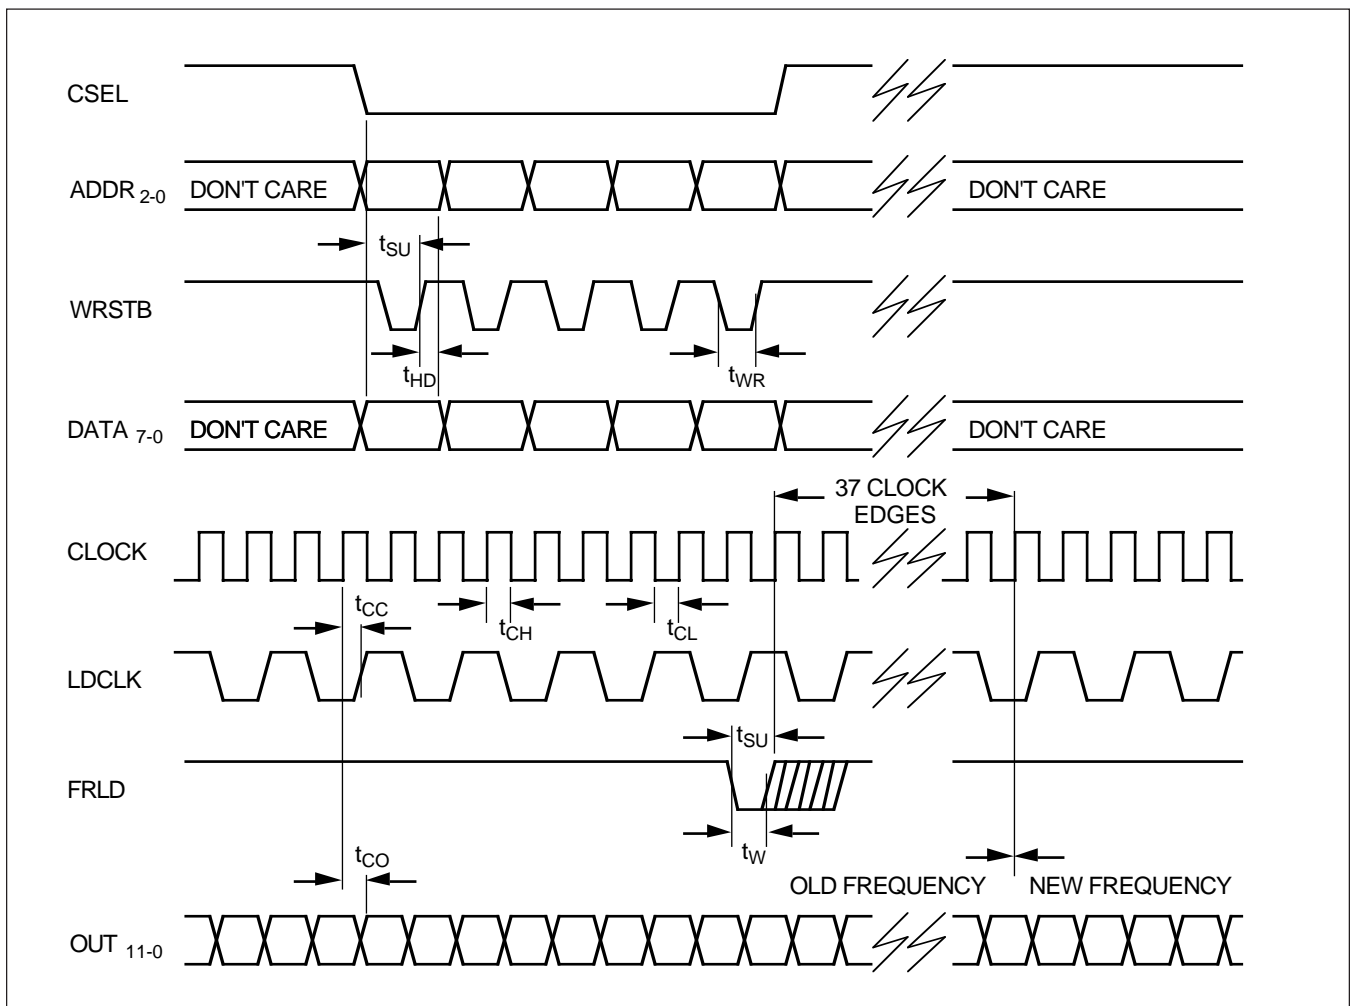 CSEL
ADDR 2-0 DON'T CARE DON'T CARE
tSU
WRSTB
tHD tWR
DATA 7-0 DON'T CARE DON'T CARE
37 CLOCK
EDGES
CLOCK
tCC tCH tCL
LDCLK
tSU
FRLD
tW
tCO
OLD FREQUENCY NEW FREQUENCY
OUT 11-0